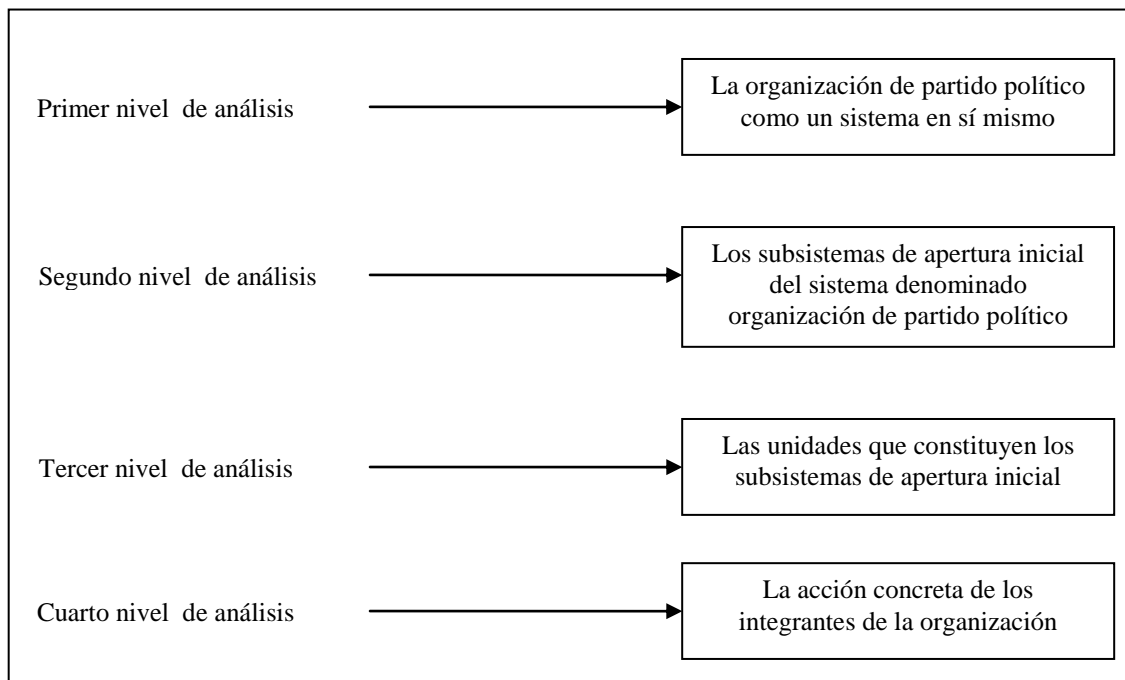 Primer nivel de análisis
La organización de partido político
como un sistema en sí mismo
Segundo nivel de análisis
Los subsistemas de apertura inicial
del sistema denominado
organización de partido político
Tercer nivel de análisis
Las unidades que constituyen los
subsistemas de apertura inicial
Cuarto nivel de análisis
La acción concreta de los
integrantes de la organización